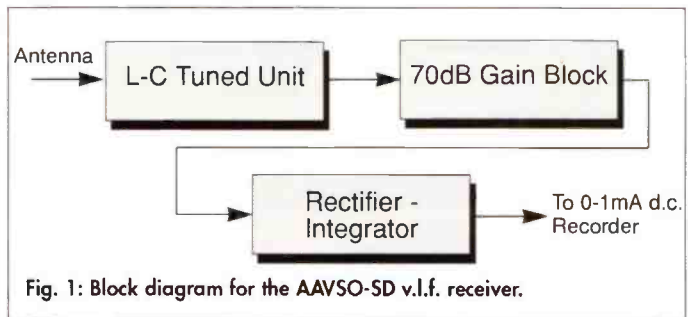 Antenna
L-C Tuned Unit
70dB Gain Block
Rectifier -
Integrator
To 0-1mA d.c.
Recorder
Fig. 1: Block diagram for the AAVSO-SD v.l.f. receiver.